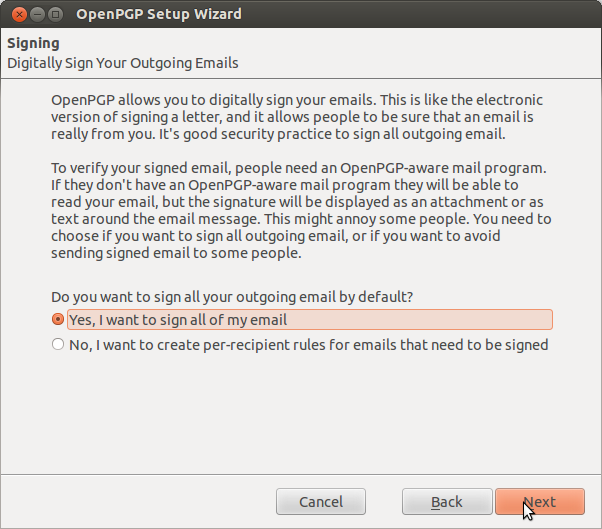 OpenPGP Setup Wizard
Signing
Digitally Sign Your Outgoing Emails
OpenPGP allows you to digitally sign your emails. This is like the electronic
version of signing a letter, and it allows people to be sure that an email is
really from you. It's good security practice to sign all outgoing email.
To verify your signed email, people need an OpenPGP-aware mail program.
If they don't have an OpenPGP-aware mail program they will be able to
read your email, but the signature will be displayed as an attachment or as
text around the email message. This might annoy some people. You need to
choose if you want to sign all outgoing email, or if you want to avoid
sending signed email to some people.
Do you want to sign all your outgoing email by default?
Yes, I want to sign all of my email
No, I want to create per-recipient rules for emails that need to be signed
Cancel Back Next